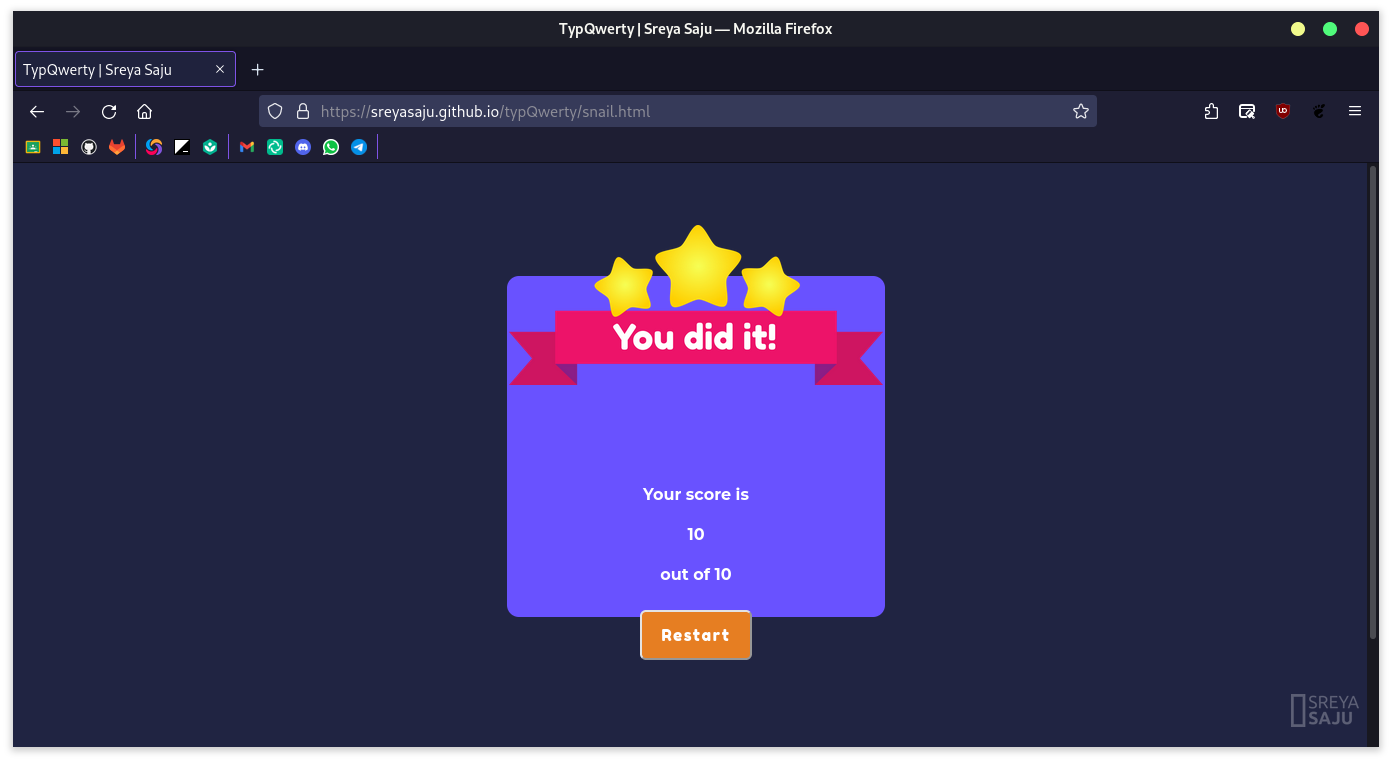 TypQwerty | Sreya Saju — Mozilla Firefox
TypQwerty | Sreya Saju
https://sreyasaju.github.io/typQwerty/snail.html
You did it!
Your score is
10
out of 10
Restart
SREYA
SAJU